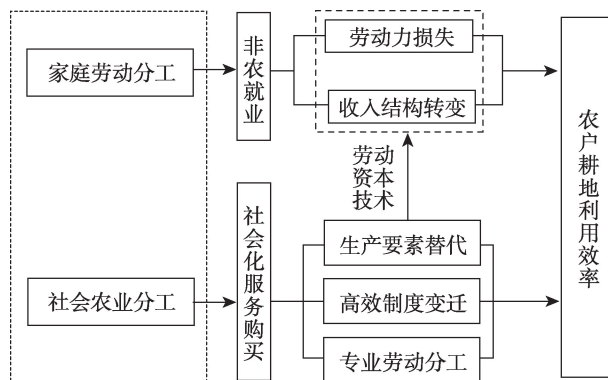 家庭劳动分工
非农就业
劳动力损失
收入结构转变
劳动
资本
技术
社会农业分工
社会化服务购买
生产要素替代
高效制度变迁
专业劳动分工
农户耕地利用效率